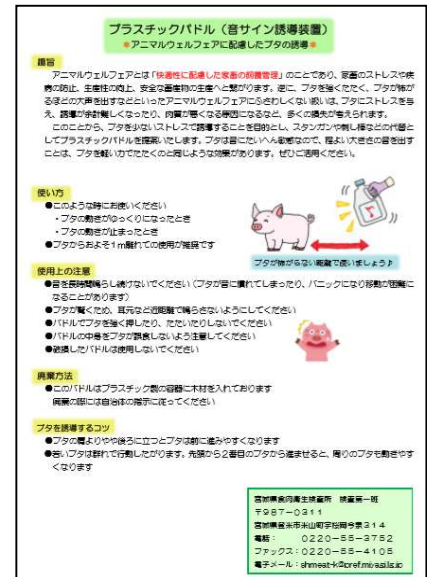 プラスチックパドル（音サイン誘導装置）
●アニマルウェルフェアに配慮したブタの誘導●
趣旨
アニマルウェルフェアとは「快適性に配慮した家畜の飼養管理」のことであり、家畜のストレスや疾
病の防止、生産性の向上、安全な畜産物の生産へと繋がります。逆に、ブタを強くたたく、ブタが怖が
るほどの大声を出すなどといったアニマルウェルフェアにふさわしくない扱いは、ブタにストレスを与
え、誘導が余計難しくなったり、肉質が悪くなる原因になるなど、多くの損失が考えられます。
このことから、ブタを少ないストレスで誘導することを目的とし、スタンガンや刺し棒などの代替と
してプラスチックパドルを提案いたします。ブタは音にたいへん敏感なので、程よい大きさの音を出す
ことは、ブタを軽い力でたたくのと同じような効果があります。ぜひご活用ください。
使い方
●このような時にお使いください
・ブタの動きがゆっくりになったとき
・ブタの動きが止まったとき
●ブタからおよそ1m離れての使用が推奨です
ブタが怖がらない距離で使いましょう♪
使用上の注意
●音を長時間鳴らし続けないでください（ブタが音に慣れてしまったり、パニックになり移動が困難に
なることがあります）
●ブタが驚くため、耳元など近距離で鳴らさないようにしてください
●パドルでブタを強く押したり、たたいたりしないでください
●パドルの中身をブタが誤食しないよう注意してください
●破損したパドルは使用しないでください
廃棄方法
●このパドルはプラスチック製の容器に木材を入れております
廃棄の際には自治体の指示に従ってください
ブタを誘導するコツ
●ブタの肩よりやや後ろに立つとブタは前に進みやすくなります
●若いブタは群れで行動したがります。先頭から2番目のブタから進ませると、周りのブタも動きやす
くなります
宮城県食肉衛生検査所　検査第一班
〒987-0311
宮城県登米市米山町字桜岡今泉314
電話：　0220-55-3752
ファックス：0220-55-4105
電子メール：shmeat-k@pref.miyagi.lg.jp